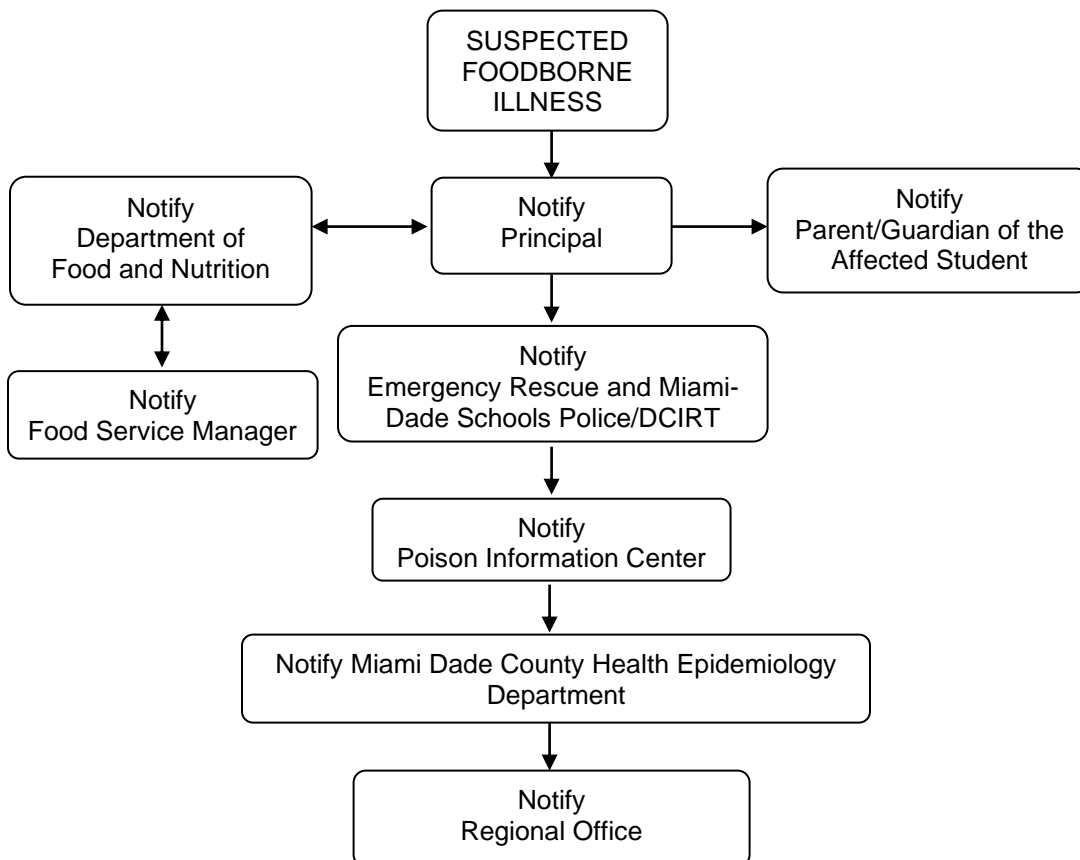 SUSPECTED
FOODBORNE
ILLNESS
Notify
Department of
Food and Nutrition
Notify
Principal
Notify
Parent/Guardian of the
Affected Student
Notify
Food Service Manager
Notify
Emergency Rescue and Miami-
Dade Schools Police/DCIRT
Notify
Poison Information Center
Notify Miami Dade County Health Epidemiology
Department
Notify
Regional Office